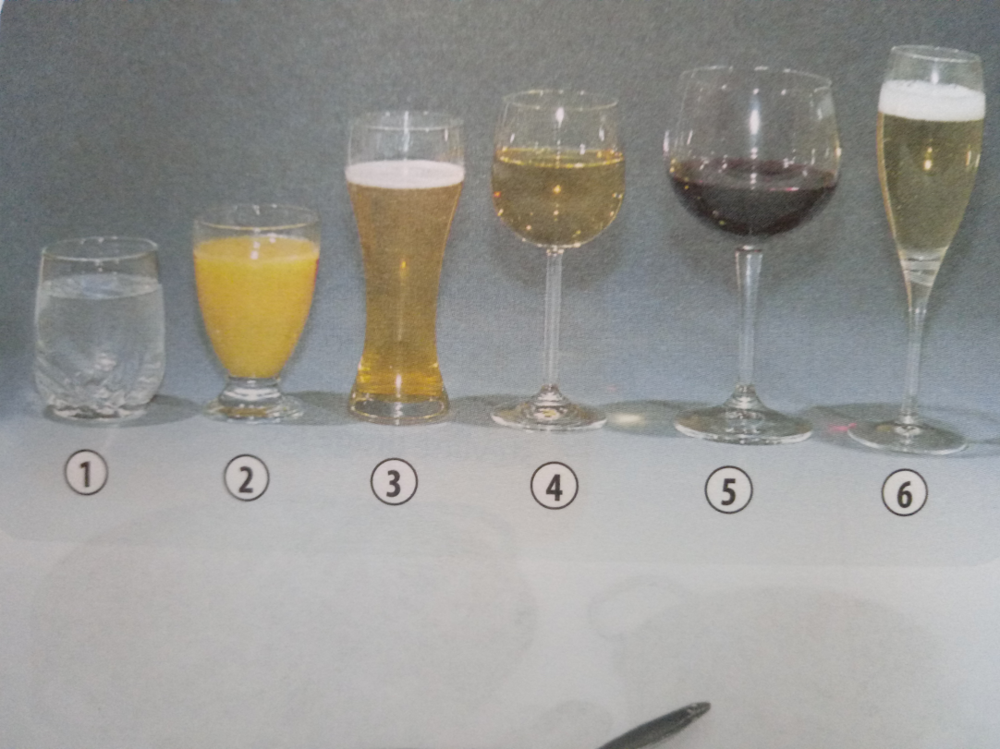 ① ② ③ ④ ⑤ ⑥